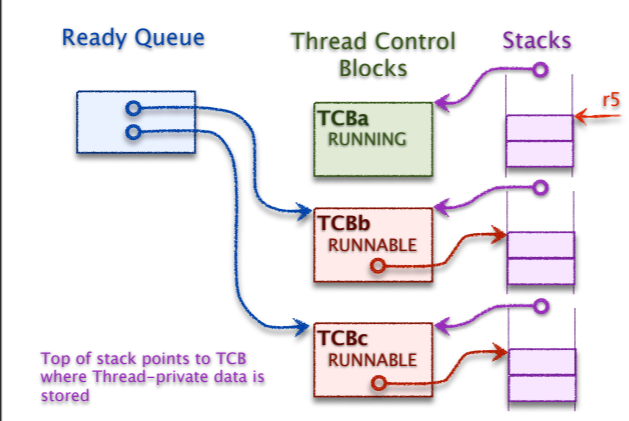 Ready Queue
Thread Control
Blocks
Stacks
r5
TCBa
RUNNING
TCBb
RUNNABLE
TCBc
RUNNABLE
Top of stack points to TCB
where Thread-private data is
stored